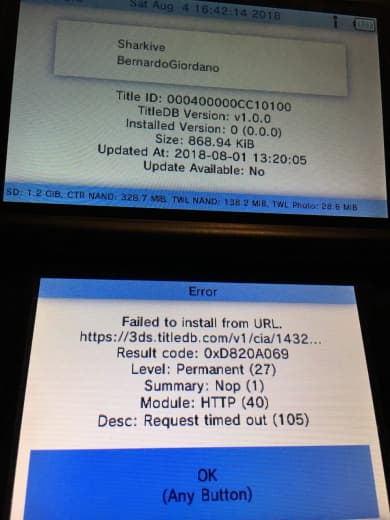 Sat Aug 4 16:42:14 2018
Sharkive
BernardoGiordano
Title ID: 000400000CC10100
TitleDB Version: v1.0.0
Installed Version: 0 (0.0.0)
Size: 868.94 KiB
Updated At: 2018-08-01 13:20:05
Update Available: No
SD: 1.2 GiB, CTR NAND: 328.7 MiB, TWL NAND: 138.2 MiB, TWL Photo: 28.6 MiB
Error
Failed to install from URL.
https://3ds.titledb.com/v1/cia/1432...
Result code: 0xD820A069
Level: Permanent (27)
Summary: Nop (1)
Module: HTTP (40)
Desc: Request timed out (105)
OK
(Any Button)